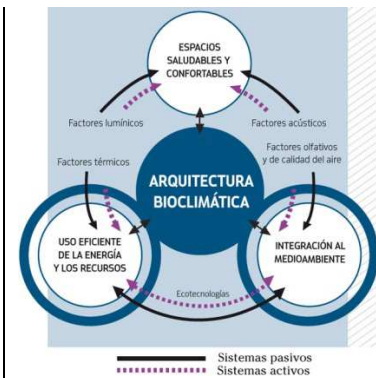 ESPACIOS
SALUDABLES Y
CONFORTABLES
Factores lumínicos
Factores acústicos
Factores térmicos
Factores olfativos
y de calidad del aire
ARQUITECTURA
BIOCLIMÁTICA
USO EFICIENTE
DE LA ENERGÍA
Y LOS RECURSOS
INTEGRACIÓN AL
MEDIOAMBIENTE
Ecotecnologías
Sistemas pasivos
Sistemas activos